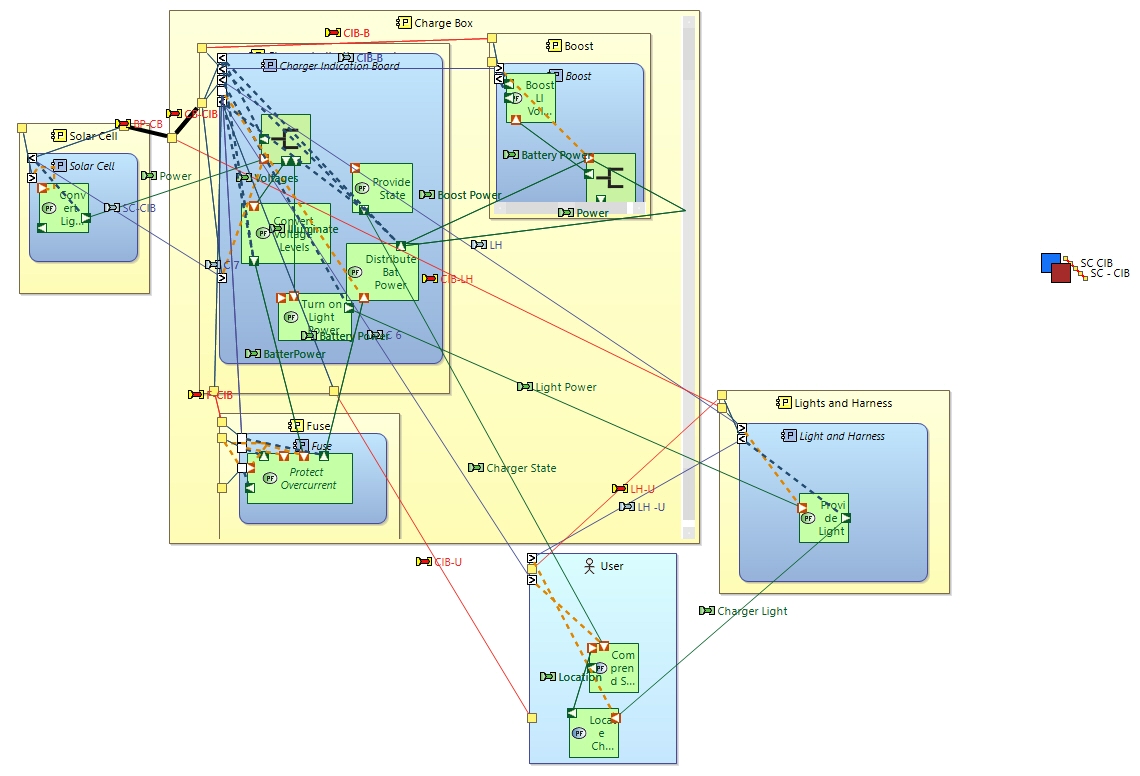 Charge Box
CIB-B
Boost
CIB-B
Charger Indication Board
Boost
Boost
LI
Vol...
BP-CB
CB-CIB
Solar Cell
Solar Cell
Battery Power
Power
Voltages
Provide
State
Conv
ert
Lig...
Boost Power
SC-CIB
Power
Convert
Voltage
Levels
Illuminate
LH
Distribute
Bat
Power
C 7
CIB-LH
SC CIB
SC - CIB
Turn on
Light
Power
Battery Power
C 6
BatterPower
Light Power
F-CIB
Lights and Harness
Fuse
Fuse
Light and Harness
Protect
Overcurrent
Charger State
LH-U
LH -U
Provi
de
Light
CIB-U
User
Charger Light
Com
pren
d S...
Location
Locat
e
Ch...